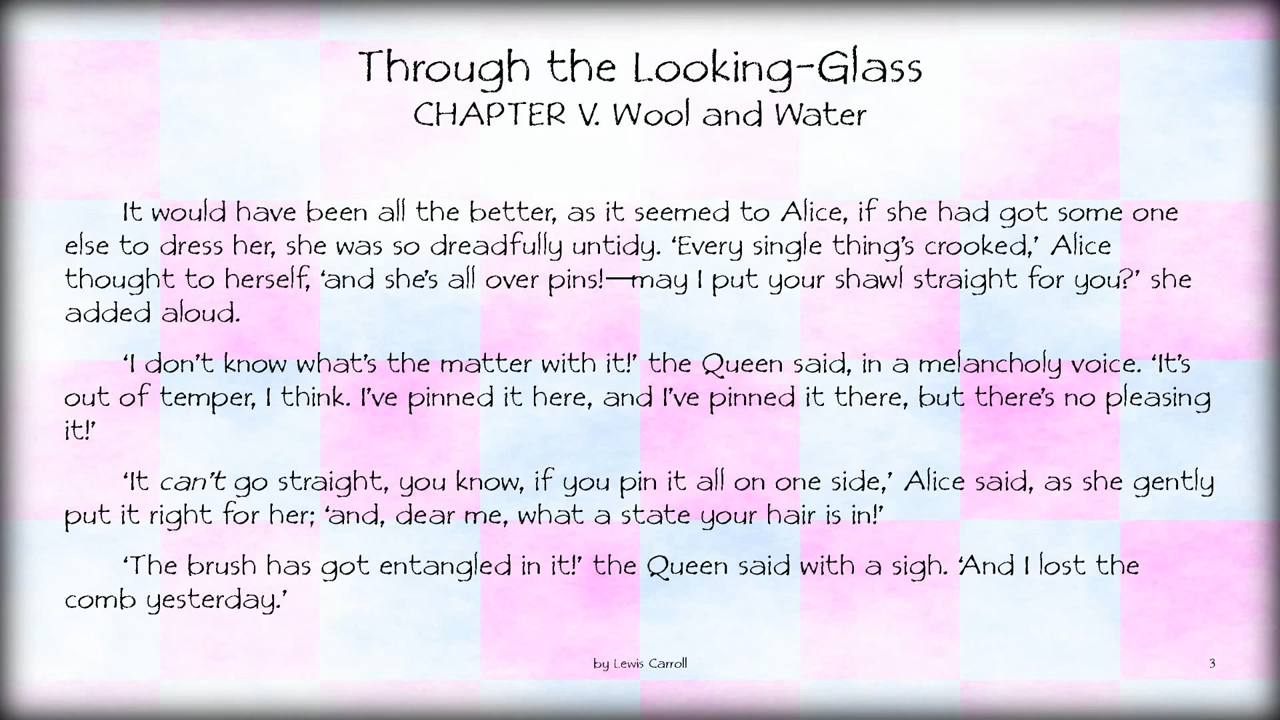 Through the Looking-Glass
CHAPTER V. Wool and Water
It would have been all the better, as it seemed to Alice, if she had got some one
else to dress her, she was so dreadfully untidy. ‘Every single thing’s crooked,’ Alice
thought to herself, ‘and she’s all over pins!—may I put your shawl straight for you?’ she
added aloud.
‘I don’t know what’s the matter with it!’ the Queen said, in a melancholy voice. ‘It’s
out of temper, I think. I’ve pinned it here, and I’ve pinned it there, but there’s no pleasing
it!’
‘It can’t go straight, you know, if you pin it all on one side,’ Alice said, as she gently
put it right for her; ‘and, dear me, what a state your hair is in!’
‘The brush has got entangled in it!’ the Queen said with a sigh. ‘And I lost the
comb yesterday.’
by Lewis Carroll
3